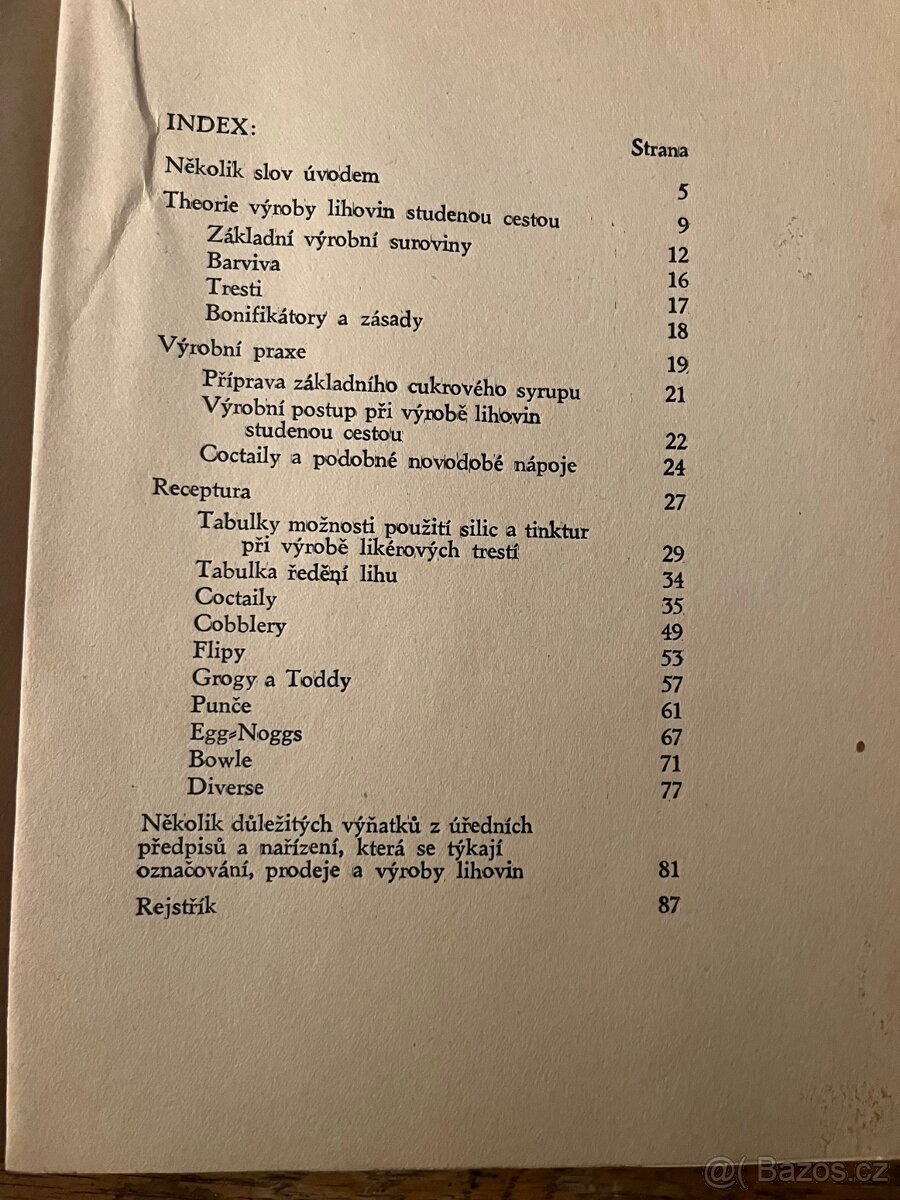 INDEX:
Strana
Několik slov úvodem 5
Theorie výroby lihovin studenou cestou 9
Základní výrobní suroviny 12
Barviva 16
Tresti 17
Bonifikátory a zásady 18
Výrobní praxe 19
Příprava základního cukrového syrupu 21
Výrobní postup při výrobě lihovin
studenou cestou 22
Coctaily a podobné novodobé nápoje 24
Receptura 27
Tabulky možnosti použití silic a tinktur
při výrobě likérových trestí 29
Tabulka ředění lihu 34
Coctaily 35
Cobblery 49
Flipy 53
Grogy a Toddy 57
Punče 61
Egg-Noggs 67
Bowle 71
Diverse 77
Několik důležitých výňatků z úředních
předpisů a nařízení, která se týkají
označování, prodeje a výroby lihovin 81
Rejstřík 87
@( Bazoš.cz